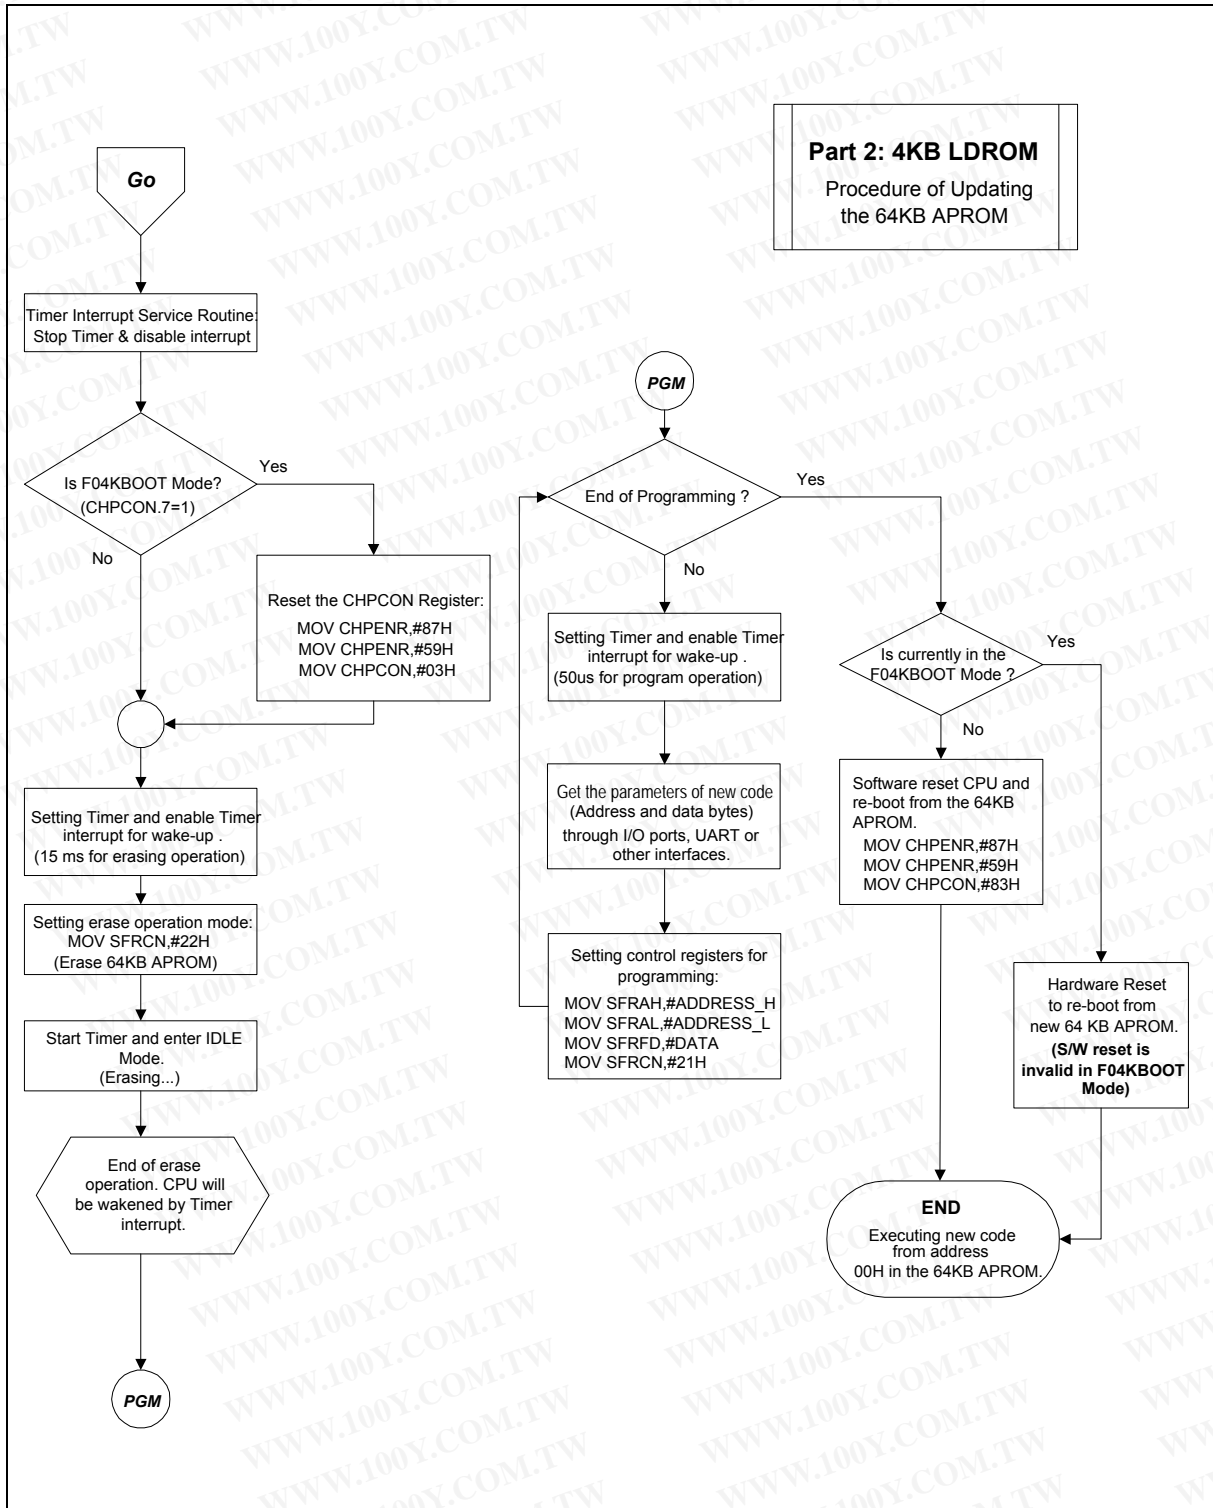 Part 2: 4KB LDROM
Procedure of Updating
the 64KB APROM
Go
Timer Interrupt Service Routine:
Stop Timer & disable interrupt
Is F04KBOOT Mode?
(CHPCON.7=1)
Yes
No
Reset the CHPCON Register:
MOV CHPENR,#87H
MOV CHPENR,#59H
MOV CHPCON,#03H
Setting Timer and enable Timer
interrupt for wake-up .
(15 ms for erasing operation)
Setting erase operation mode:
MOV SFRCN,#22H
(Erase 64KB APROM)
Start Timer and enter IDLE
Mode.
(Erasing...)
End of erase
operation. CPU will
be wakened by Timer
interrupt.
PGM
PGM
End of Programming ?
Yes
No
Setting Timer and enable Timer
interrupt for wake-up .
(50us for program operation)
Get the parameters of new code
(Address and data bytes)
through I/O ports, UART or
other interfaces.
Setting control registers for
programming:
MOV SFRAH,#ADDRESS_H
MOV SFRAL,#ADDRESS_L
MOV SFRFD,#DATA
MOV SFRCN,#21H
Is currently in the
F04KBOOT Mode ?
Yes
No
Software reset CPU and
re-boot from the 64KB
APROM.
MOV CHPENR,#87H
MOV CHPENR,#59H
MOV CHPCON,#83H
Hardware Reset
to re-boot from
new 64 KB APROM.
(S/W reset is
invalid in F04KBOOT
Mode)
END
Executing new code
from address
00H in the 64KB APROM.
WWW.100Y.COM.TW